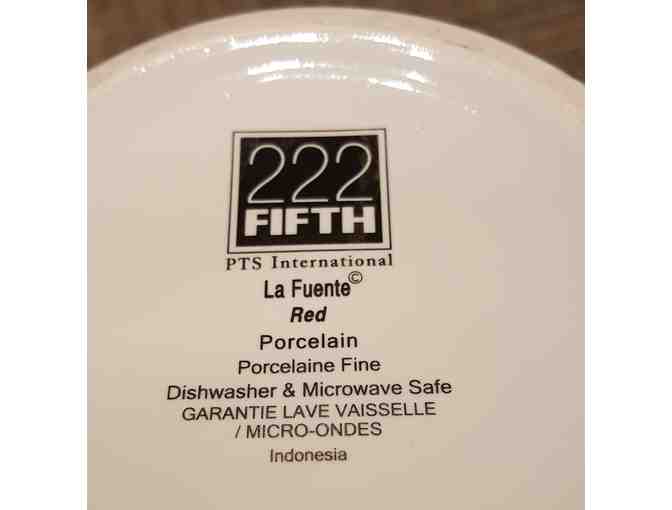 222
FIFTH
PTS International
La Fuente©
Red
Porcelain
Porcelaine Fine
Dishwasher & Microwave Safe
GARANTIE LAVE VAISSELLE
/ MICRO-ONDES
Indonesia